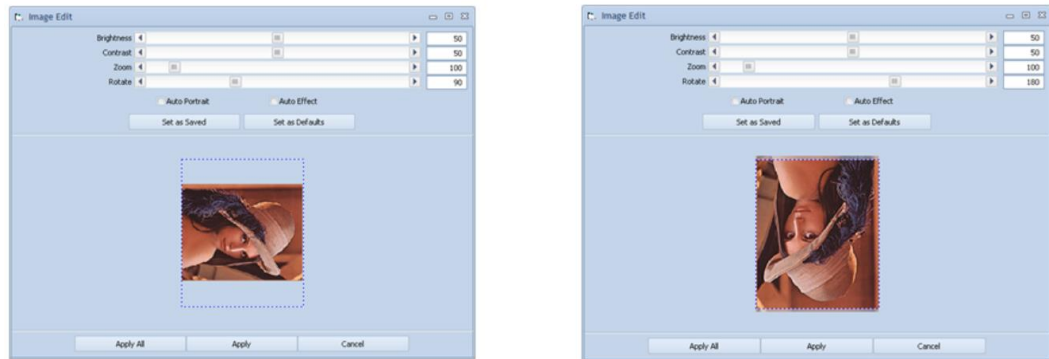 Image Edit
Brightness 50
Contrast 50
Zoom 100
Rotate 90
Auto Portrait Auto Effect
Set as Saved Set as Defaults
Apply All Apply Cancel
Image Edit
Brightness 50
Contrast 50
Zoom 100
Rotate 180
Auto Portrait Auto Effect
Set as Saved Set as Defaults
Apply All Apply Cancel